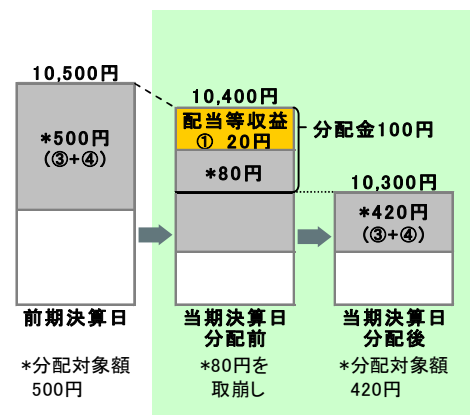 10,500円
*500円
(③+④)
前期決算日
*分配対象額
500円
10,400円
配当等収益
① 20円
*80円
分配金100円
当期決算日
分配前
*80円を
取崩し
10,300円
*420円
(③+④)
当期決算日
分配後
*分配対象額
420円